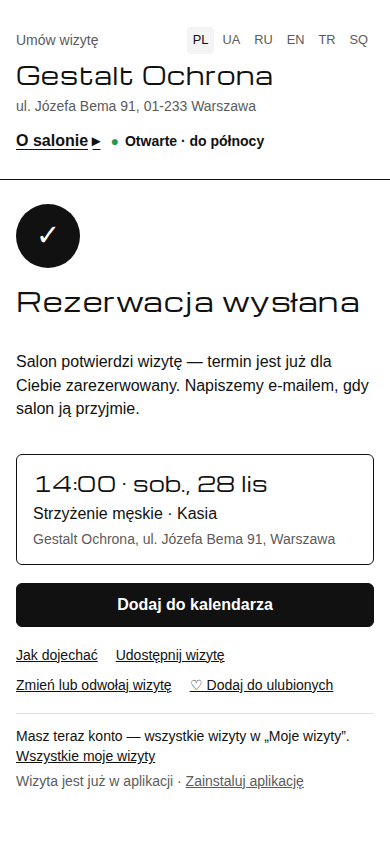 Umów wizytę PL UA RU EN TR SQ
Gestalt Ochrona
ul. Józefa Bema 91, 01-233 Warszawa
O salonie ▸ ● Otwarte · do północy
✓
Rezerwacja wysłana
Salon potwierdzi wizytę — termin jest już dla
Ciebie zarezerwowany. Napiszemy e-mailem, gdy
salon ją przyjmie.
14:00 · sob., 28 lis
Strzyżenie męskie · Kasia
Gestalt Ochrona, ul. Józefa Bema 91, Warszawa
Dodaj do kalendarza
Jak dojechać Udostępnij wizytę
Zmień lub odwołaj wizytę ♡ Dodaj do ulubionych
Masz teraz konto — wszystkie wizyty w „Moje wizyty”.
Wszystkie moje wizyty
Wizyta jest już w aplikacji · Zainstaluj aplikację